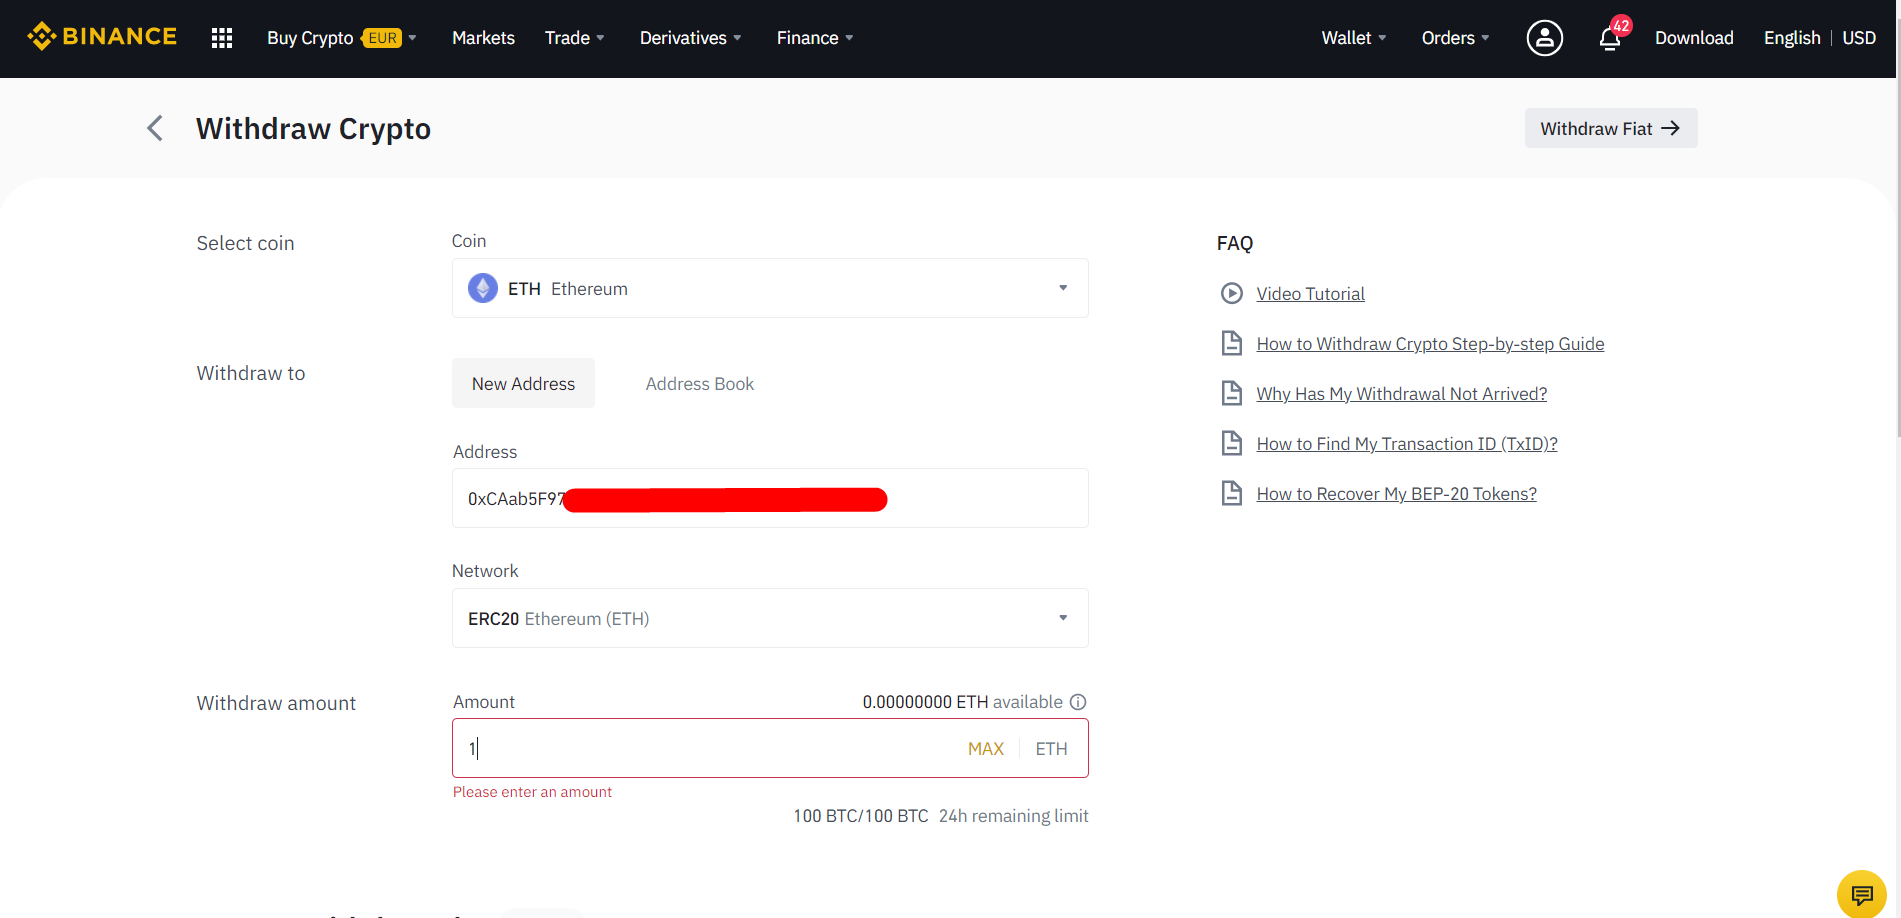 BINANCE
Buy Crypto EUR
Markets
Trade
Derivatives
Finance
Wallet
Orders
42
Download
English | USD
Withdraw Crypto
Withdraw Fiat →
Select coin
Coin
ETH Ethereum
Withdraw to
New Address
Address Book
Address
0xCAab5F97
Network
ERC20 Ethereum (ETH)
Withdraw amount
Amount
0.00000000 ETH available
1
MAX
ETH
Please enter an amount
100 BTC/100 BTC 24h remaining limit
FAQ
Video Tutorial
How to Withdraw Crypto Step-by-step Guide
Why Has My Withdrawal Not Arrived?
How to Find My Transaction ID (TxID)?
How to Recover My BEP-20 Tokens?